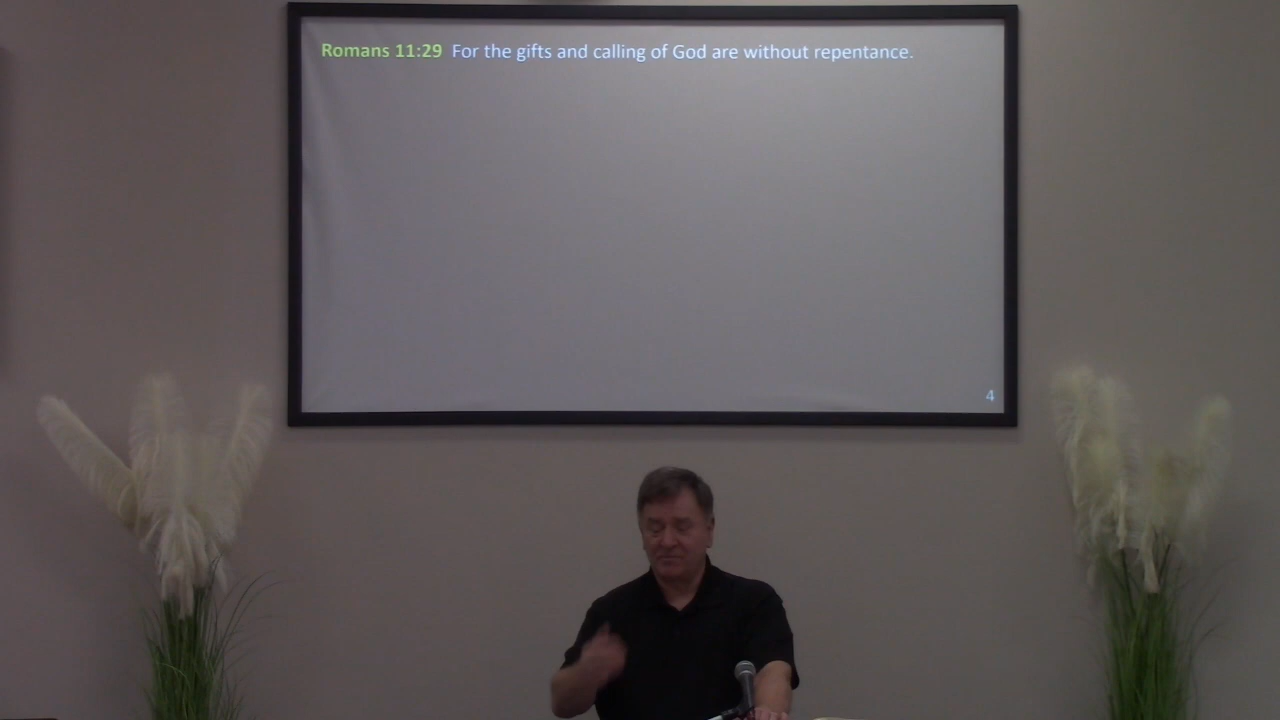 Romans 11:29 For the gifts and calling of God are without repentance.
4